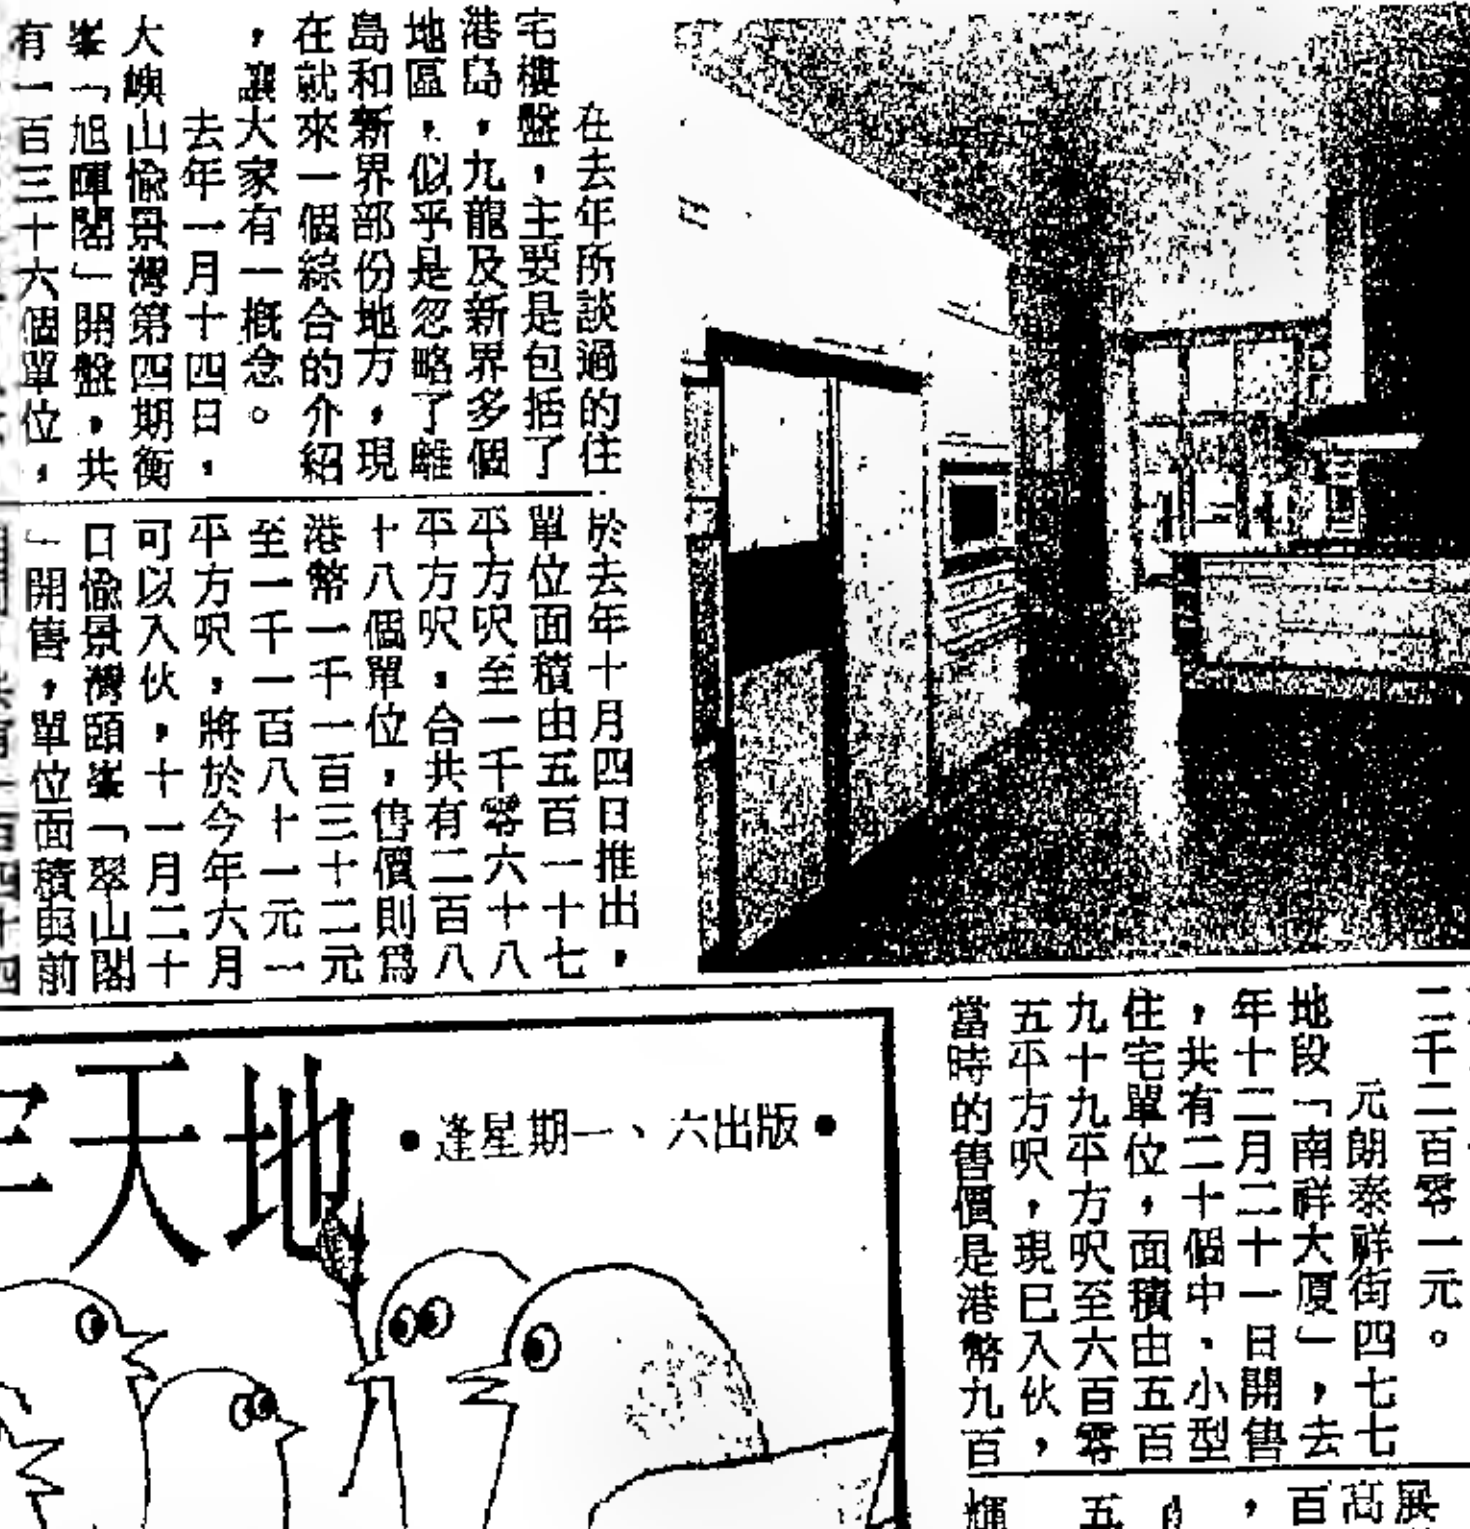 在去年所談過的住
宅樓盤，主要是包括了
港島，九龍及新界多個
地區，似乎是忽略了離
島和新界部份地方，現
在就來一個綜合的介紹
，讓大家有一概念。
去年一月十四日，
大嶼山愉景灣第四期衡
峯「旭暉閣」開盤，共
有一百三十六個單位，
於去年十月四日推出，
單位面積由五百一十七
平方呎至一千零六十八
平方呎，合共有二百八
十八個單位，售價則爲
港幣一千一百三十二元
至一千一百八十一元一
平方呎，將於今年六月
可以入伙，十一月二十
日愉景灣頤峯「翠山閣
」開售，單位面積與前
二千二百零一元。
元朗泰祥街四七七
地段「南祥大厦」，去
年十二月二十一日開售
，共有二十個中、小型
住宅單位，面積由五百
九十九平方呎至六百零
五平方呎，現已入伙，
當時的售價是港幣九百
展
高
百
，
五
輝
天地
•逢星期一、六出版•